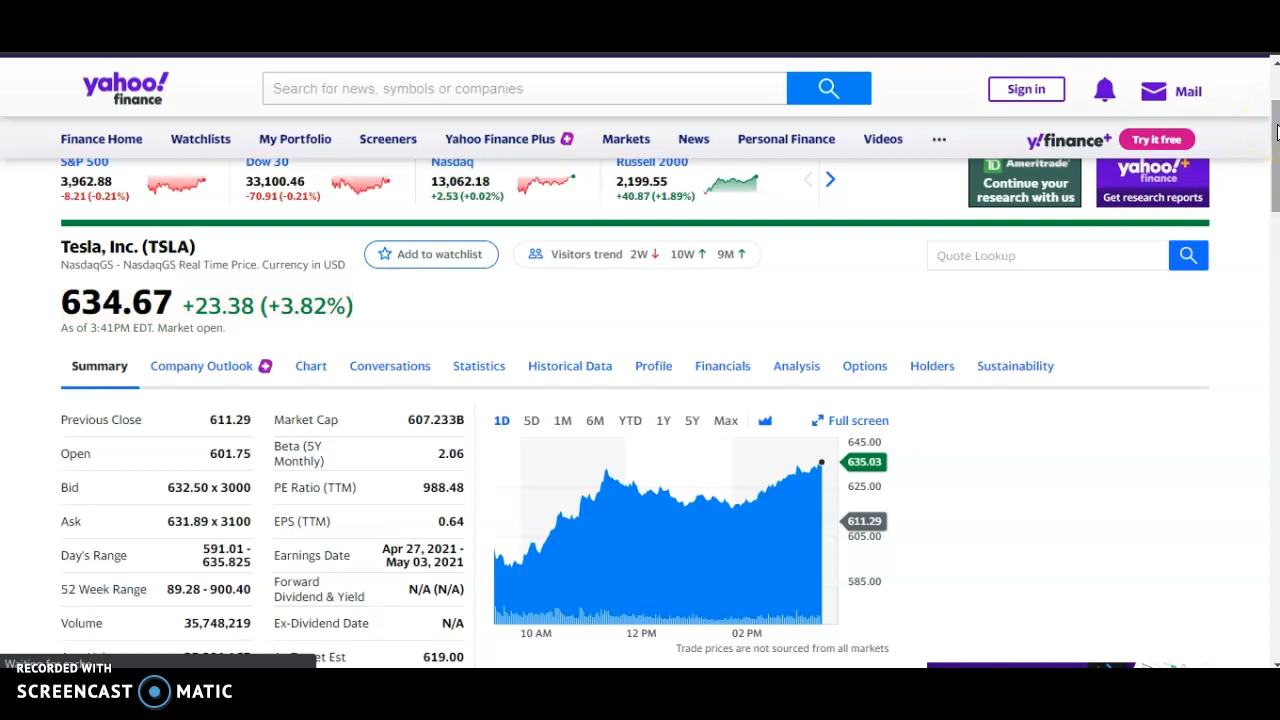 yahoo!
finance
Search for news, symbols or companies
Sign in
Mail
Finance Home
Watchlists
My Portfolio
Screeners
Yahoo Finance Plus
Markets
News
Personal Finance
Videos
...
y!finance+
Try it free
S&P 500
3,962.88
-8.21 (-0.21%)
Dow 30
33,100.46
-70.91 (-0.21%)
Nasdaq
13,062.18
+2.53 (+0.02%)
Russell 2000
2,199.55
+40.87 (+1.89%)
TD Ameritrade
Continue your
research with us
yahoo!+
finance
Get research reports
Tesla, Inc. (TSLA)
NasdaqGS - NasdaqGS Real Time Price. Currency in USD
Add to watchlist
Visitors trend 2W↓ 10W↑ 9M↑
Quote Lookup
634.67 +23.38 (+3.82%)
As of 3:41PM EDT. Market open.
Summary
Company Outlook
Chart
Conversations
Statistics
Historical Data
Profile
Financials
Analysis
Options
Holders
Sustainability
Previous Close 611.29
Open 601.75
Bid 632.50 x 3000
Ask 631.89 x 3100
Day's Range 591.01 -
635.825
52 Week Range 89.28 - 900.40
Volume 35,748,219
Market Cap 607.233B
Beta (5Y
Monthly) 2.06
PE Ratio (TTM) 988.48
EPS (TTM) 0.64
Earnings Date Apr 27, 2021 -
May 03, 2021
Forward
Dividend & Yield N/A (N/A)
Ex-Dividend Date N/A
Est 619.00
1D 5D 1M 6M YTD 1Y 5Y Max
Full screen
645.00
635.03
625.00
611.29
605.00
585.00
10 AM
12 PM
02 PM
Trade prices are not sourced from all markets
RECORDED WITH
SCREENCAST MATIC